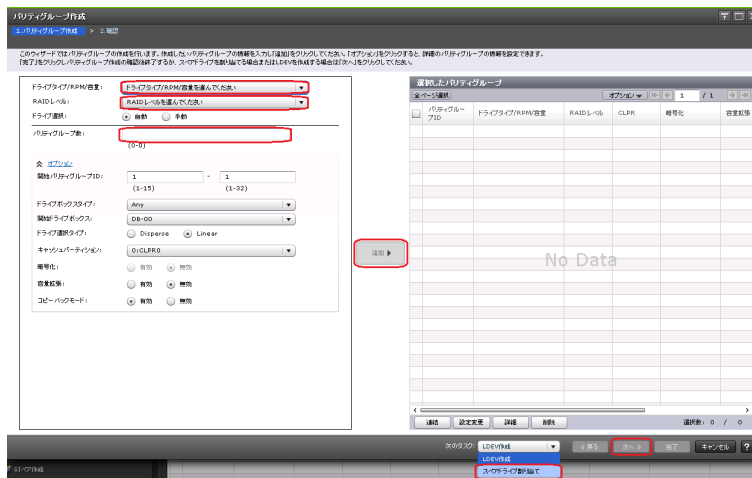 パリティグループ作成
1.パリティグループ作成 > 2.確認
このウィザードではパリティグループの作成を行います。作成したいパリティグループの情報を入力し「追加」をクリックしてください。「オプション」をクリックすると、詳細のパリティグループの情報を設定できます。
「完了」をクリックしパリティグループ作成の確認後終了するか、スペアドライブを割り当てる場合またはLDEVを作成する場合は「次へ」をクリックしてください。
ドライブタイプ/RPM/容量: ドライブタイプ/RPM/容量を選んでください
RAIDレベル: RAIDレベルを選んでください
ドライブ選択: 自動 手動
パリティグループ数:
(0-0)
オプション
開始パリティグループID: 1 - 1
(1-15) (1-32)
ドライブボックスタイプ: Any
開始ドライブボックス: DB-00
ドライブ選択タイプ: Disperse Linear
キャッシュパーティション: 0:CLPR0
暗号化: 有効 無効
容量拡張: 有効 無効
コピーバックモード: 有効 無効
追加
選択したパリティグループ
全ページ選択 オプション 1 / 1
パリティグループID ドライブタイプ/RPM/容量 RAIDレベル CLPR 暗号化 容量拡張
No Data
連結 設定変更 詳細 削除 選択数: 0 / 0
次のタスク: LDEV作成 戻る 次へ 完了 キャンセル ?
LDEV作成
スペアドライブ割り当て